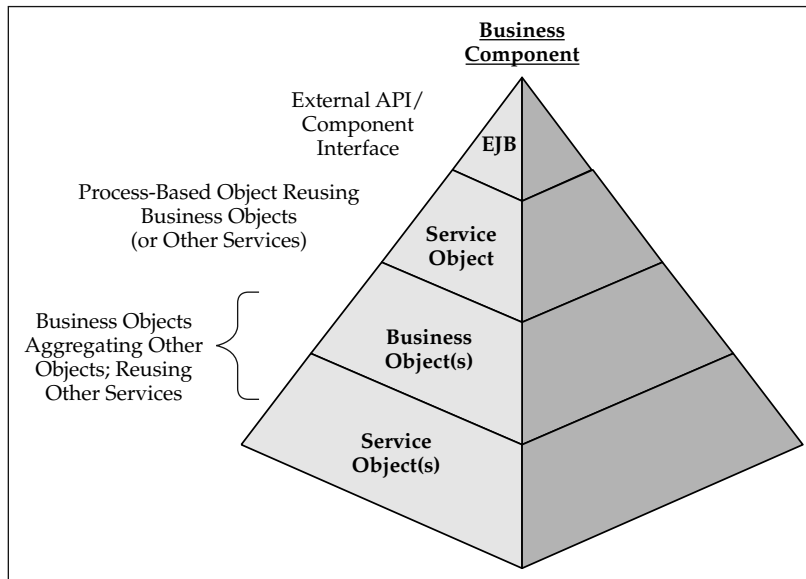 Business
Component
External API/
Component
Interface
EJB
Process-Based Object Reusing
Business Objects
(or Other Services)
Service
Object
Business Objects
Aggregating Other
Objects; Reusing
Other Services
Business
Object(s)
Service
Object(s)